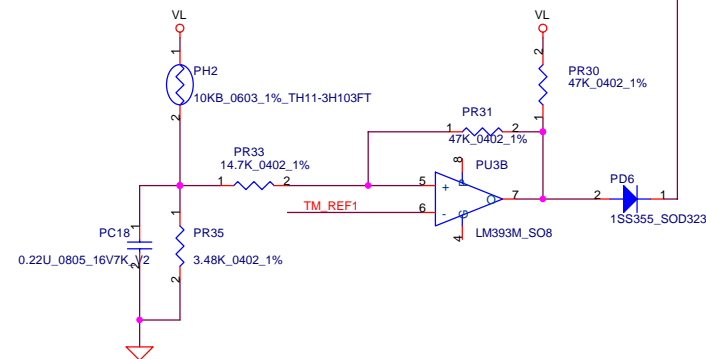 VL
VL
1
2
PH2
PR30
10KB_0603_1%_TH11-3H103FT
47K_0402_1%
2
1
PR31
1
2
47K_0402_1%
PR33
PU3B
14.7K_0402_1%
8
P
PD6
1
2
5
+
O
7
2
1
TM_REF1
6
-
G
1SS355_SOD323
1
1
4
LM393M_SO8
PC18
PR35
0.22U_0805_16V7K_V2
3.48K_0402_1%
2
2